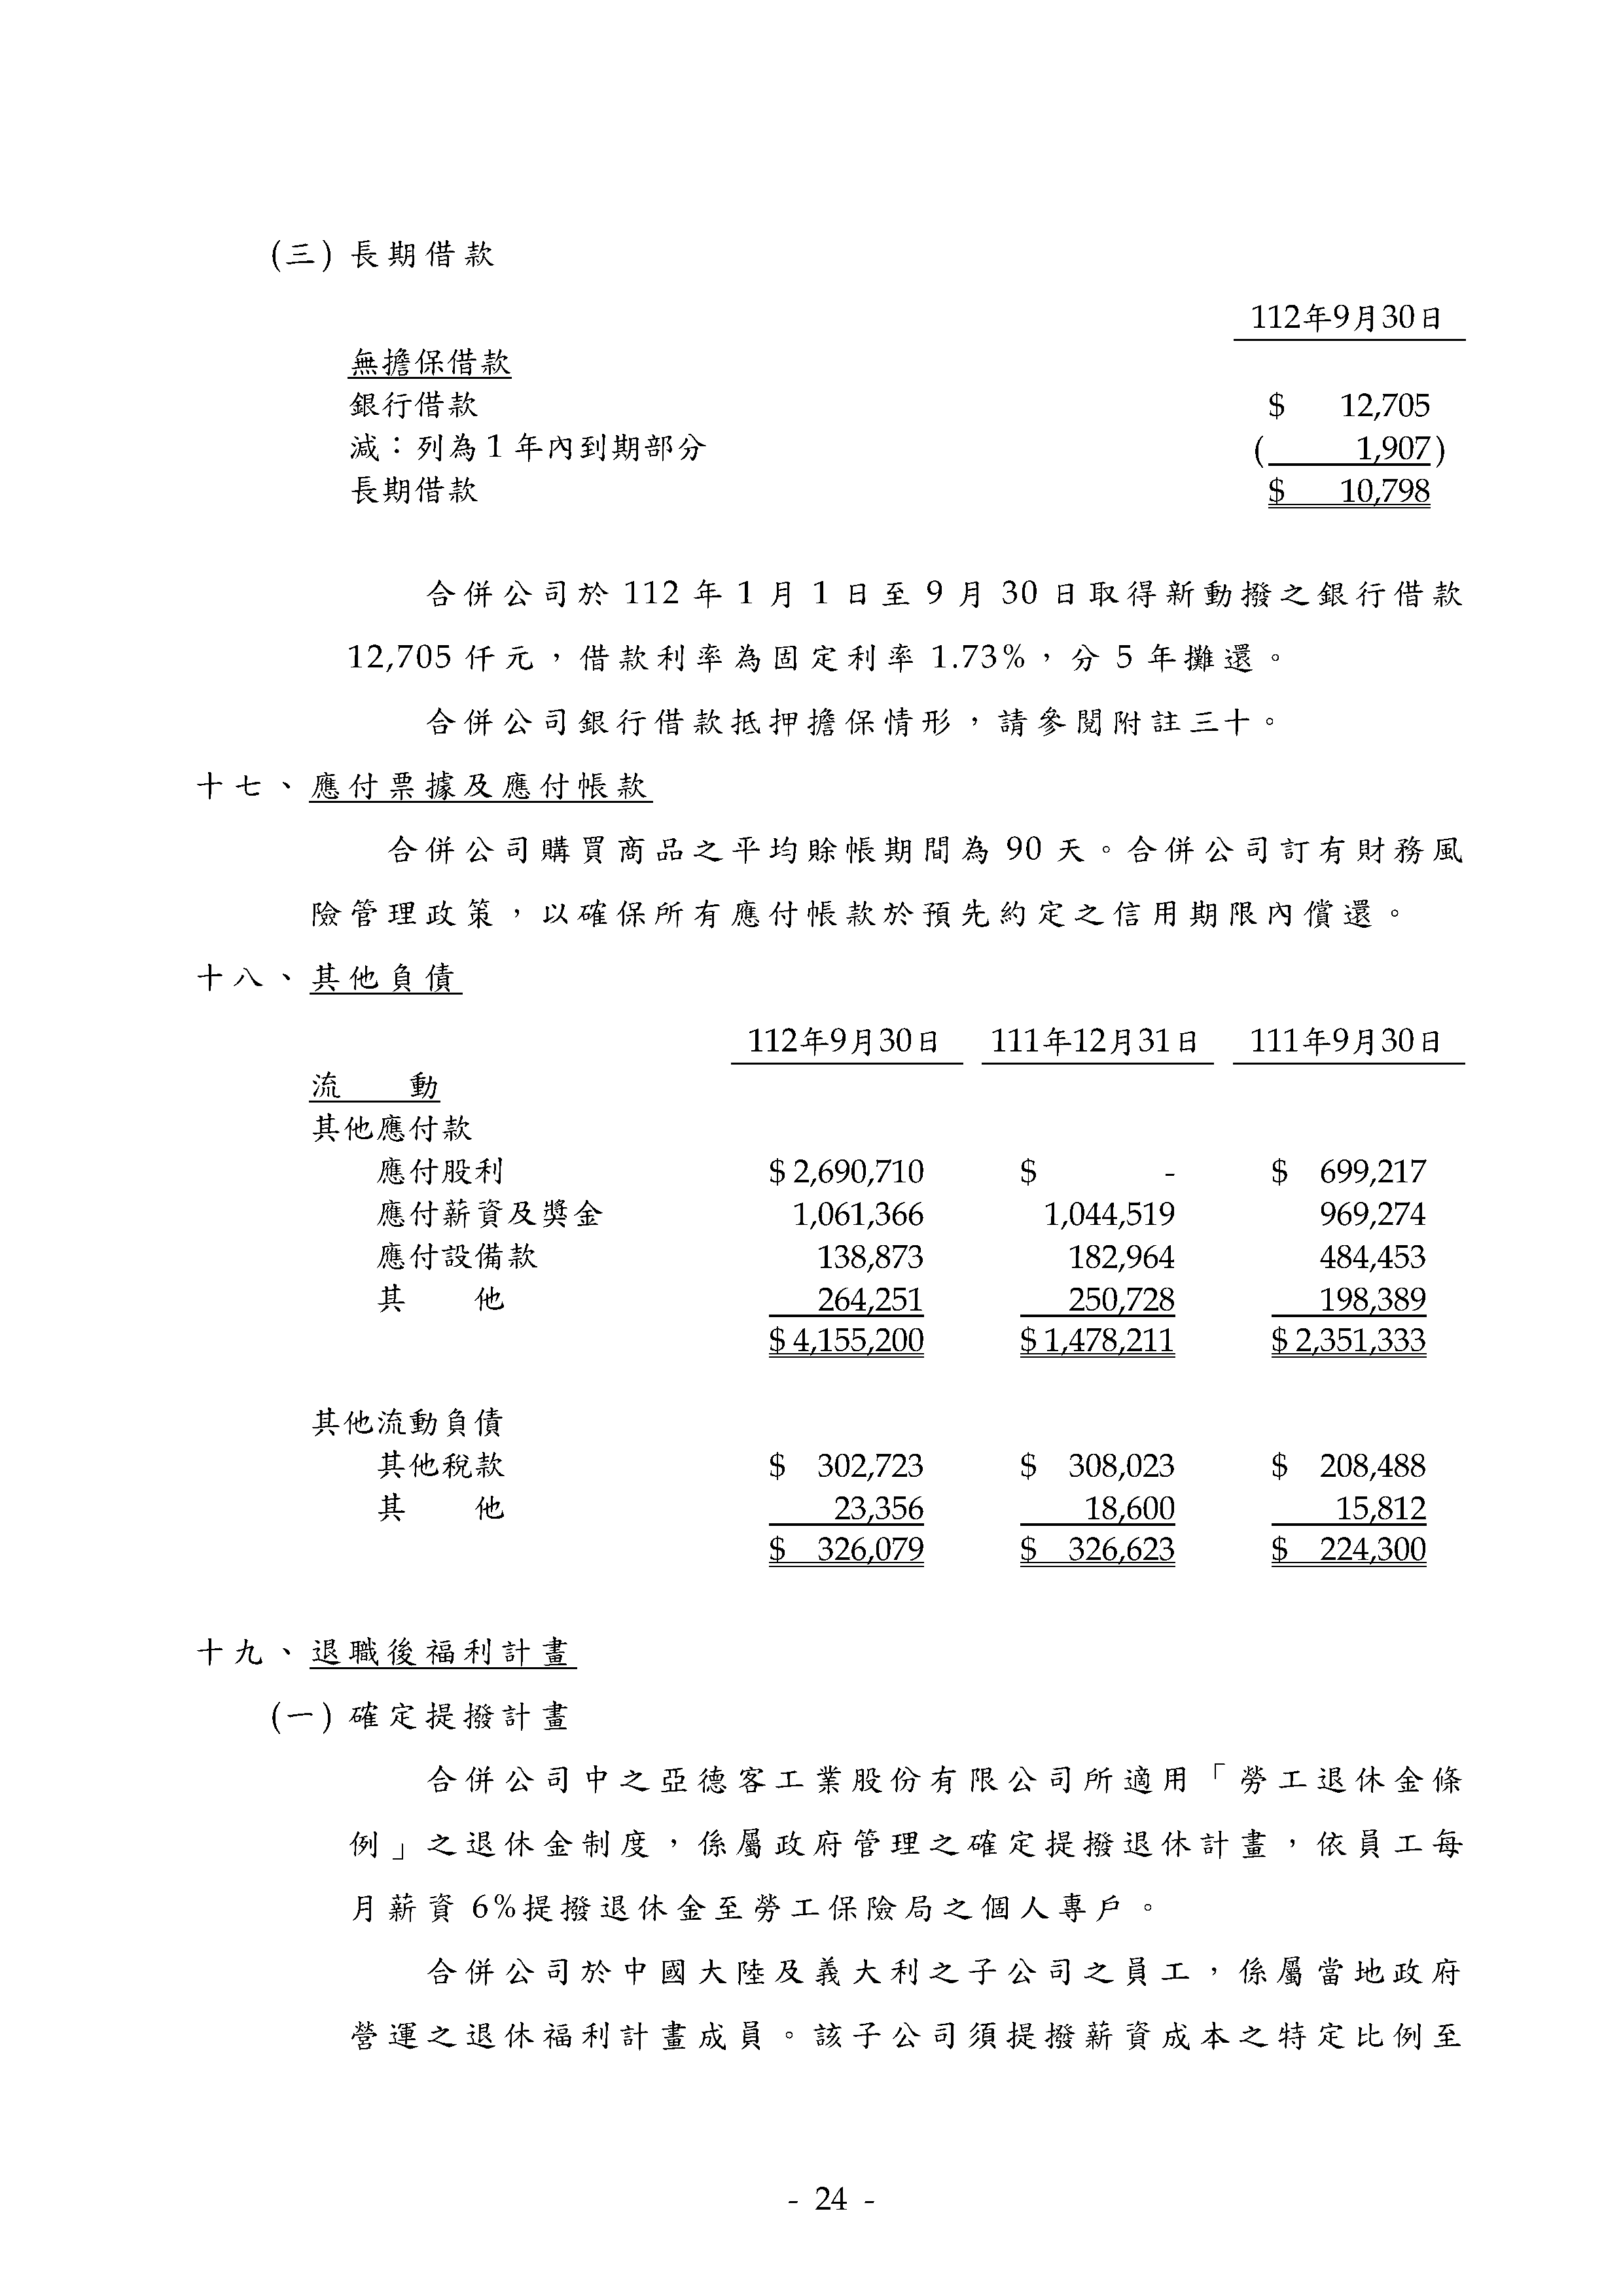 (三) 長期借款
112年9月30日
無擔保借款
銀行借款 $ 12,705
減：列為 1 年內到期部分 ( 1,907)
長期借款 $ 10,798
合併公司於 112 年 1 月 1 日至 9 月 30 日取得新動撥之銀行借款
12,705 仟元，借款利率為固定利率 1.73%，分 5 年攤還。
合併公司銀行借款抵押擔保情形，請參閱附註三十。
十七、應付票據及應付帳款
合併公司購買商品之平均賒帳期間為 90 天。合併公司訂有財務風
險管理政策，以確保所有應付帳款於預先約定之信用期限內償還。
十八、其他負債
112年9月30日 111年12月31日 111年9月30日
流 動
其他應付款
應付股利 $ 2,690,710 $ - $ 699,217
應付薪資及獎金 1,061,366 1,044,519 969,274
應付設備款 138,873 182,964 484,453
其 他 264,251 250,728 198,389
$ 4,155,200 $ 1,478,211 $ 2,351,333
其他流動負債
其他稅款 $ 302,723 $ 308,023 $ 208,488
其 他 23,356 18,600 15,812
$ 326,079 $ 326,623 $ 224,300
十九、退職後福利計畫
(一) 確定提撥計畫
合併公司中之亞德客工業股份有限公司所適用「勞工退休金條
例」之退休金制度，係屬政府管理之確定提撥退休計畫，依員工每
月薪資 6%提撥退休金至勞工保險局之個人專戶。
合併公司於中國大陸及義大利之子公司之員工，係屬當地政府
營運之退休福利計畫成員。該子公司須提撥薪資成本之特定比例至
- 24 -